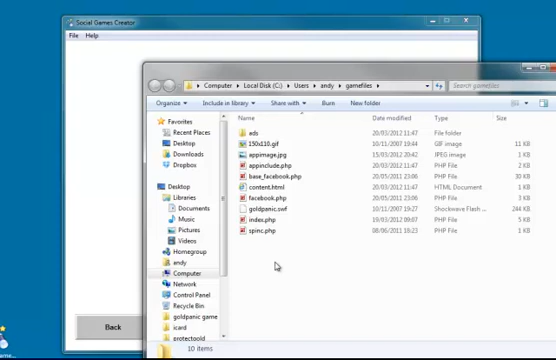 Social Games Creator
File Help
Computer Local Disk (C:) Users andy gamefiles
Search gamefiles
Organize Include in library Share with Burn New folder
Favorites
Recent Places
Desktop
Downloads
Dropbox
Desktop
Libraries
Documents
Music
Pictures
Videos
Homegroup
andy
Computer
Network
Control Panel
Recycle Bin
goldpanic game
icard
protectgold
Name Date modified Type Size
ads 20/03/2012 11:47 File folder
150x110.gif 10/11/2007 19:44 GIF image 11 KB
appimage.jpg 20/03/2012 11:47 JPEG image 1 KB
appinclude.php 20/03/2012 11:47 PHP File 2 KB
base_facebook.php 20/05/2012 23:06 PHP File 30 KB
content.html 20/03/2012 11:47 HTML Document 1 KB
facebook.php 20/05/2012 23:06 PHP File 3 KB
goldpanic.swf 10/11/2007 19:27 Shockwave Flash ... 244 KB
index.php 19/03/2012 09:07 PHP File 5 KB
spinc.php 08/06/2011 18:23 PHP File 1 KB
Back
10 items